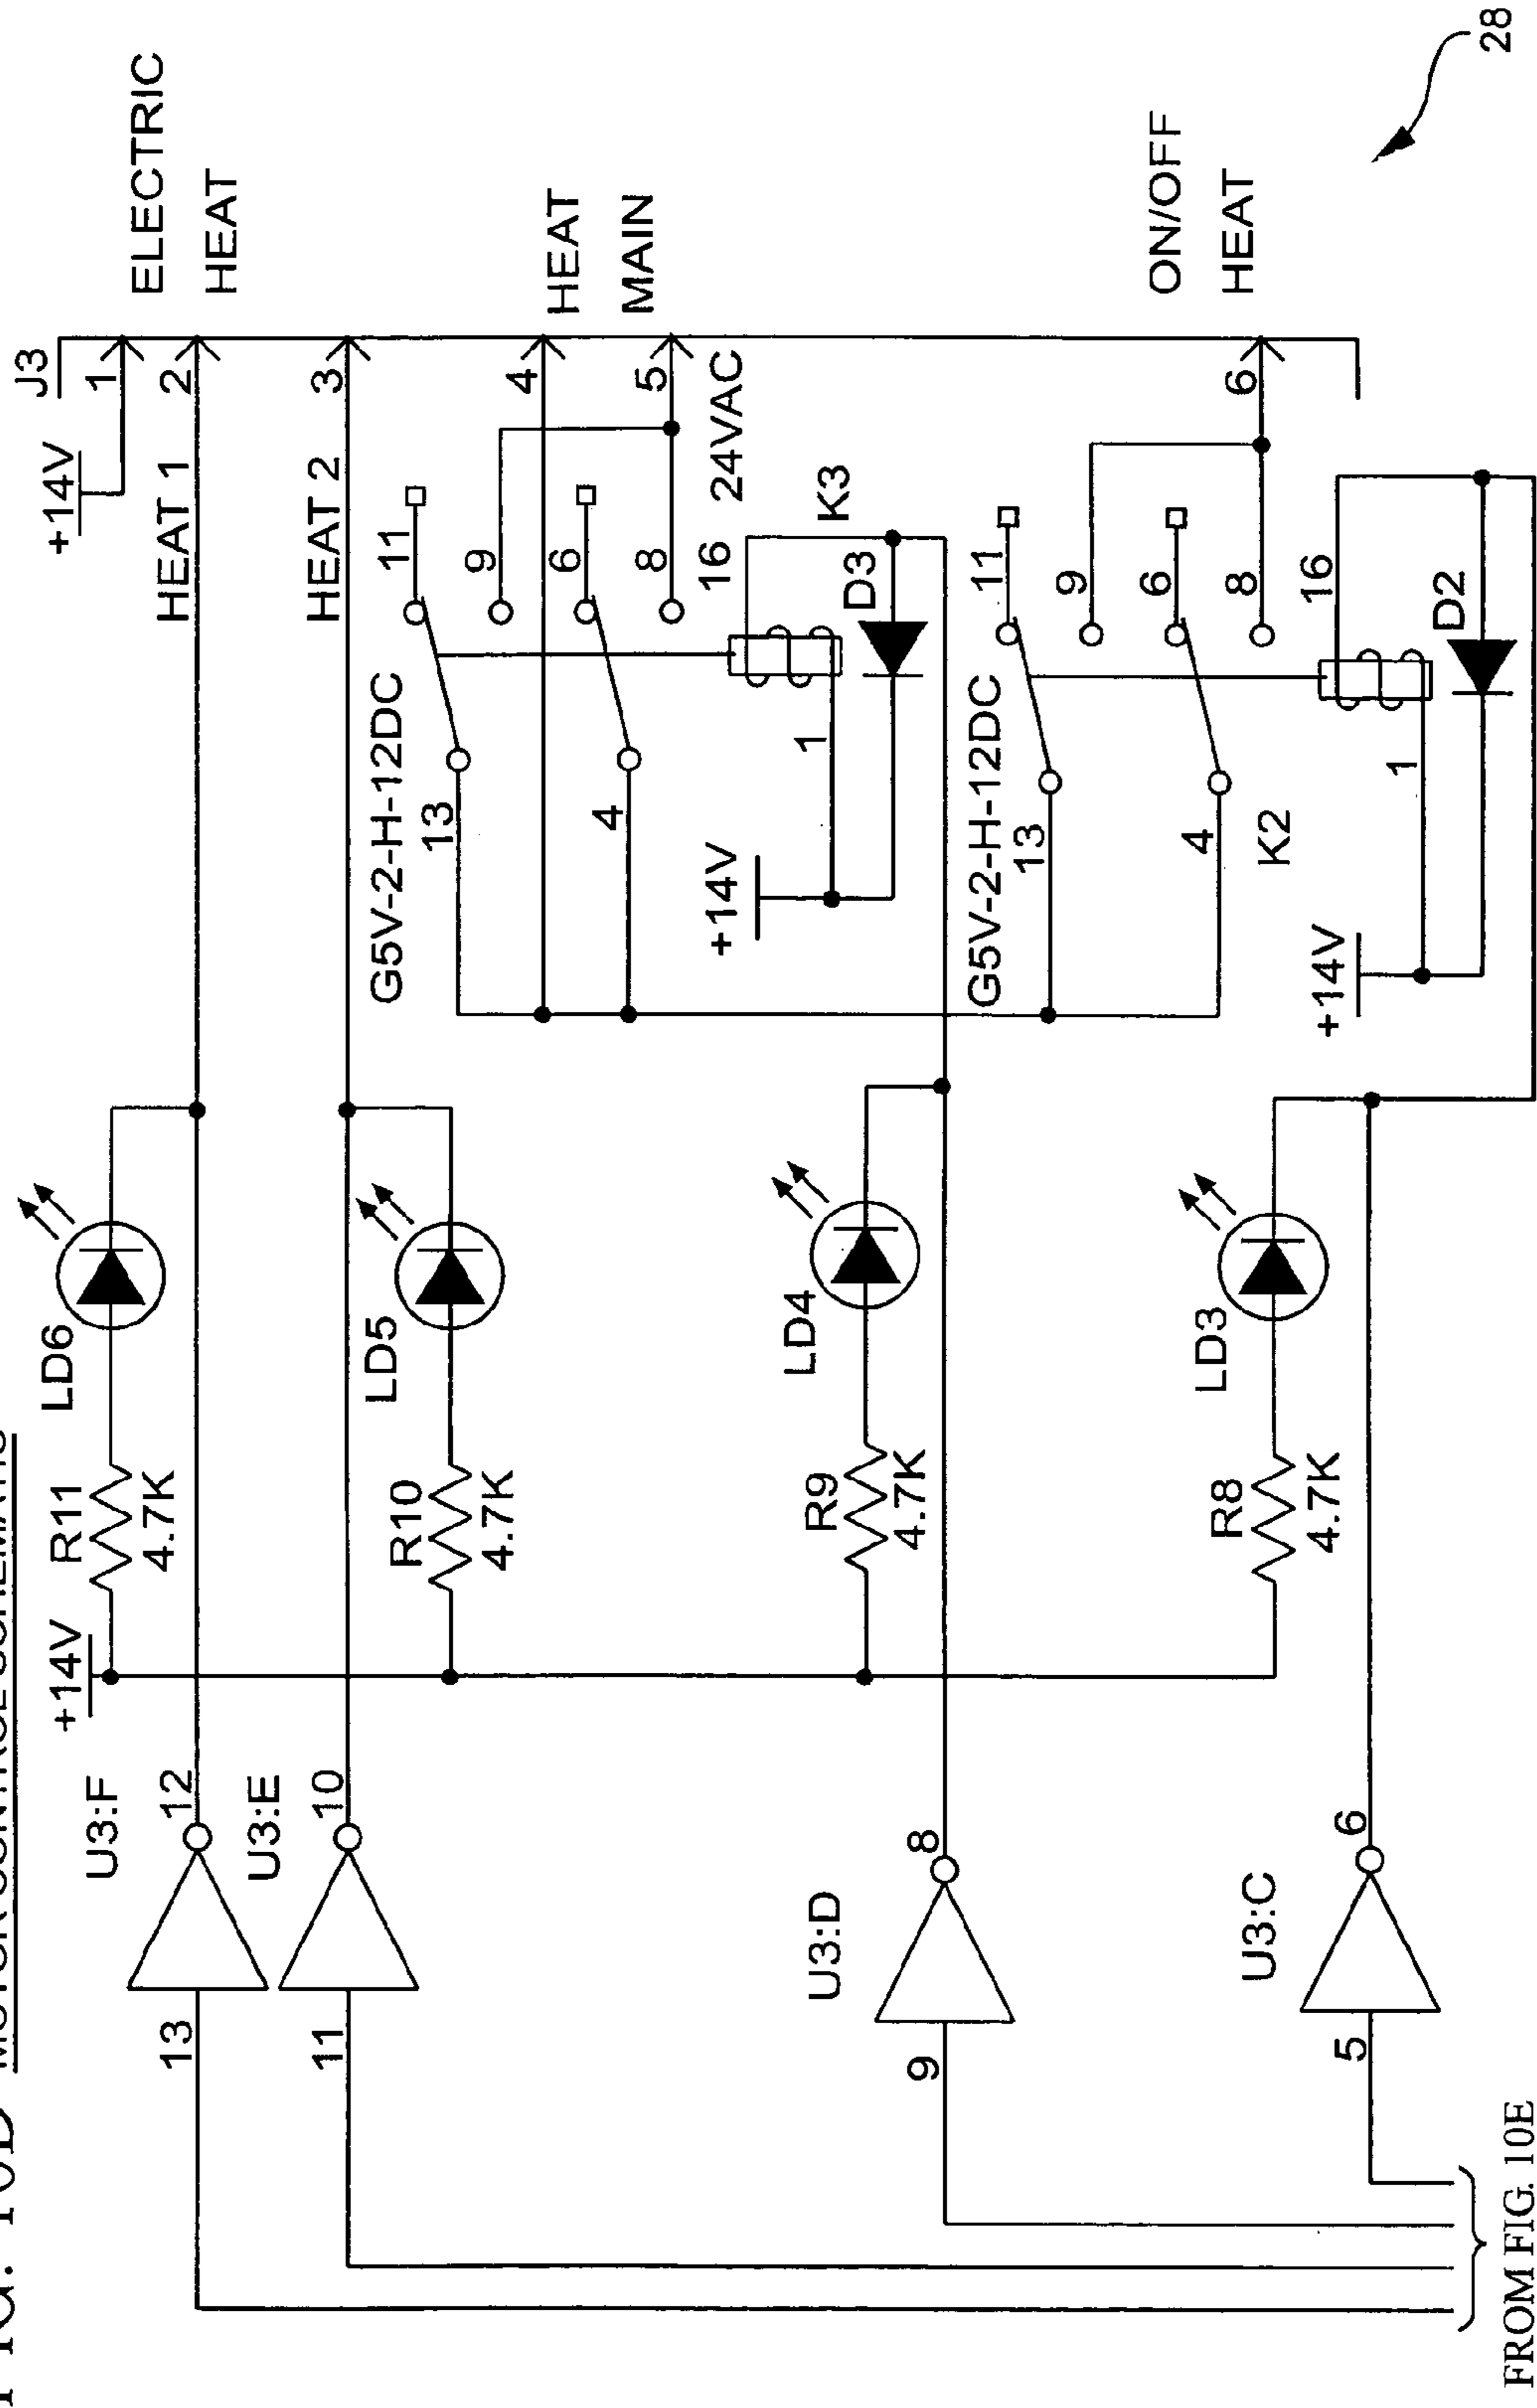 FIG. 10D MOTOR CONTROL SCHEMATIC
J3
+14V
1
ELECTRIC
HEAT
LD6
R11
4.7K
+14V
U3:F
13
12
HEAT 1
2
U3:E
11
10
HEAT 2
3
LD5
R10
4.7K
G5V-2-H-12DC
13
11
9
4
HEAT
MAIN
4
6
8
5
24VAC
+14V
1
16
K3
D3
LD4
R9
4.7K
U3:D
9
8
G5V-2-H-12DC
13
11
9
4
6
8
6
ON/OFF
HEAT
K2
+14V
1
16
D2
LD3
R8
4.7K
U3:C
5
6
28
FROM FIG. 10E